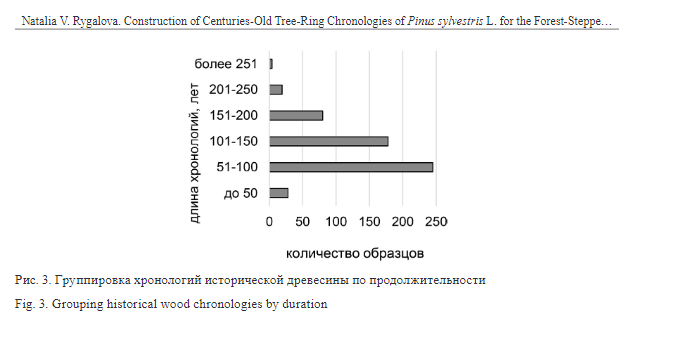 Natalia V. Rygalova. Construction of Centuries-Old Tree-Ring Chronologies of Pinus sylvestris L. for the Forest-Steppe…
более 251
201-250
151-200
101-150
51-100
до 50
длина хронологий, лет
0 50 100 150 200 250
количество образцов
Рис. 3. Группировка хронологий исторической древесины по продолжительности
Fig. 3. Grouping historical wood chronologies by duration